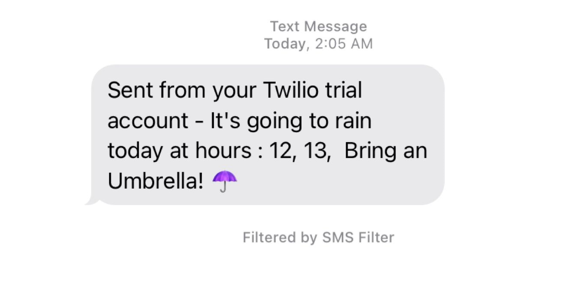 Text Message
Today, 2:05 AM
Sent from your Twilio trial
account - It's going to rain
today at hours : 12, 13,  Bring an
Umbrella! ☂️
Filtered by SMS Filter